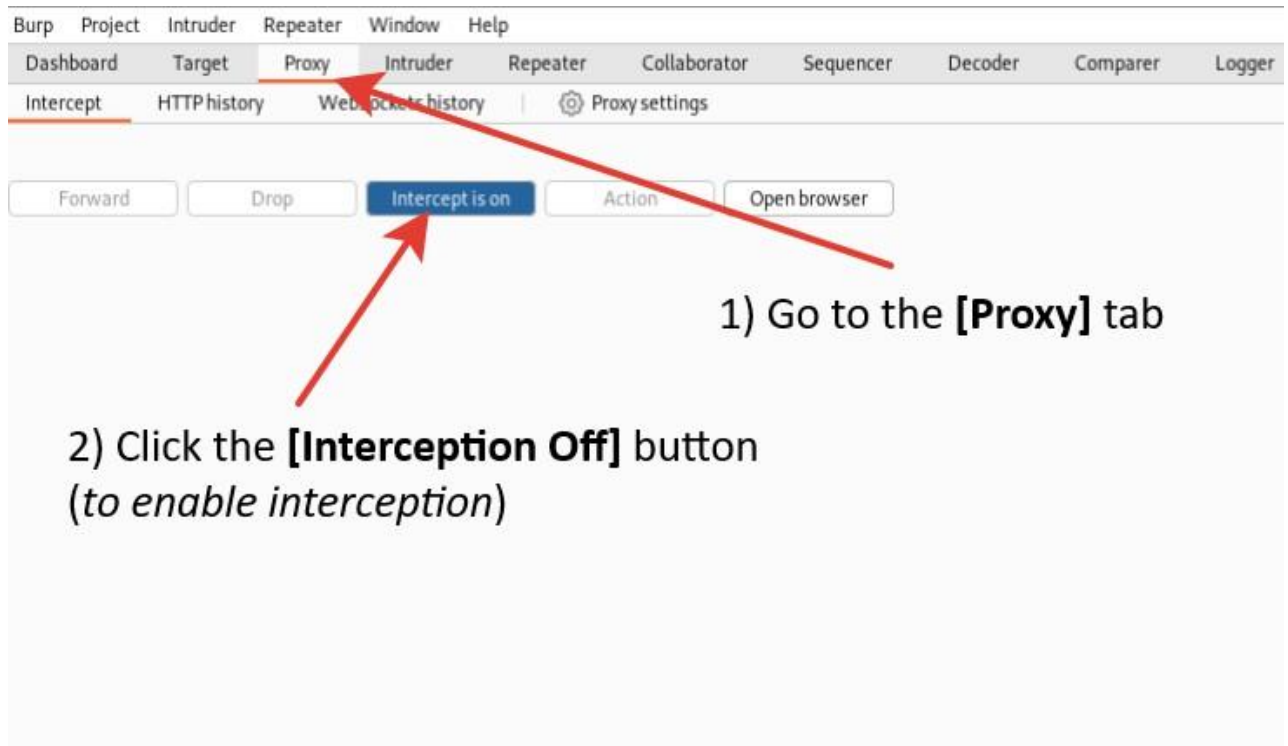 Burp Project Intruder Repeater Window Help
Dashboard Target Proxy Intruder Repeater Collaborator Sequencer Decoder Comparer Logger
Intercept HTTP history WebSockets history Proxy settings
Forward Drop Intercept is on Action Open browser
1) Go to the [Proxy] tab
2) Click the [Interception Off] button
(to enable interception)